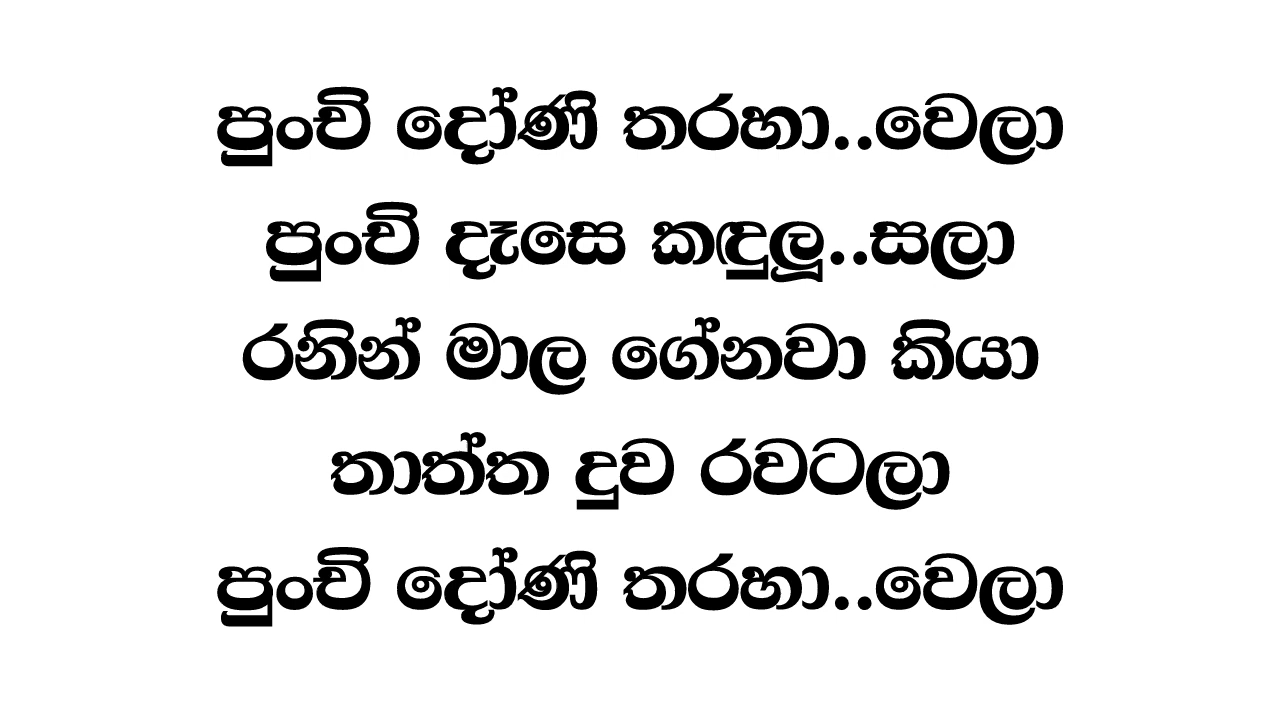 පුංචි දෝණි තරහා..වෙලා
පුංචි දෑසෙ කඳුලූ..සලා
රනින් මාල ගේනවා කියා
තාත්ත දුව රවටලා
පුංචි දෝණි තරහා..වෙලා